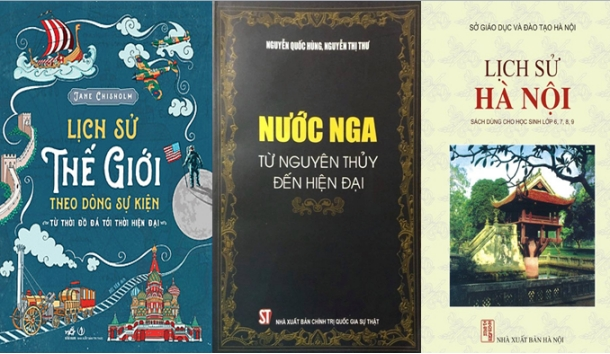 JANE CHISHOLM
LỊCH SỬ
THẾ GIỚI
THEO DÒNG SỰ KIỆN
~ TỪ THỜI ĐỒ ĐÁ TỚI THỜI HIỆN ĐẠI ~
NGUYỄN QUỐC HÙNG, NGUYỄN THỊ THƯ
NƯỚC NGA
TỪ NGUYÊN THỦY
ĐẾN HIỆN ĐẠI
ST
NHÀ XUẤT BẢN CHÍNH TRỊ QUỐC GIA SỰ THẬT
SỞ GIÁO DỤC VÀ ĐÀO TẠO HÀ NỘI
LỊCH SỬ
HÀ NỘI
SÁCH DÙNG CHO HỌC SINH LỚP 6, 7, 8, 9
NHÀ XUẤT BẢN HÀ NỘI